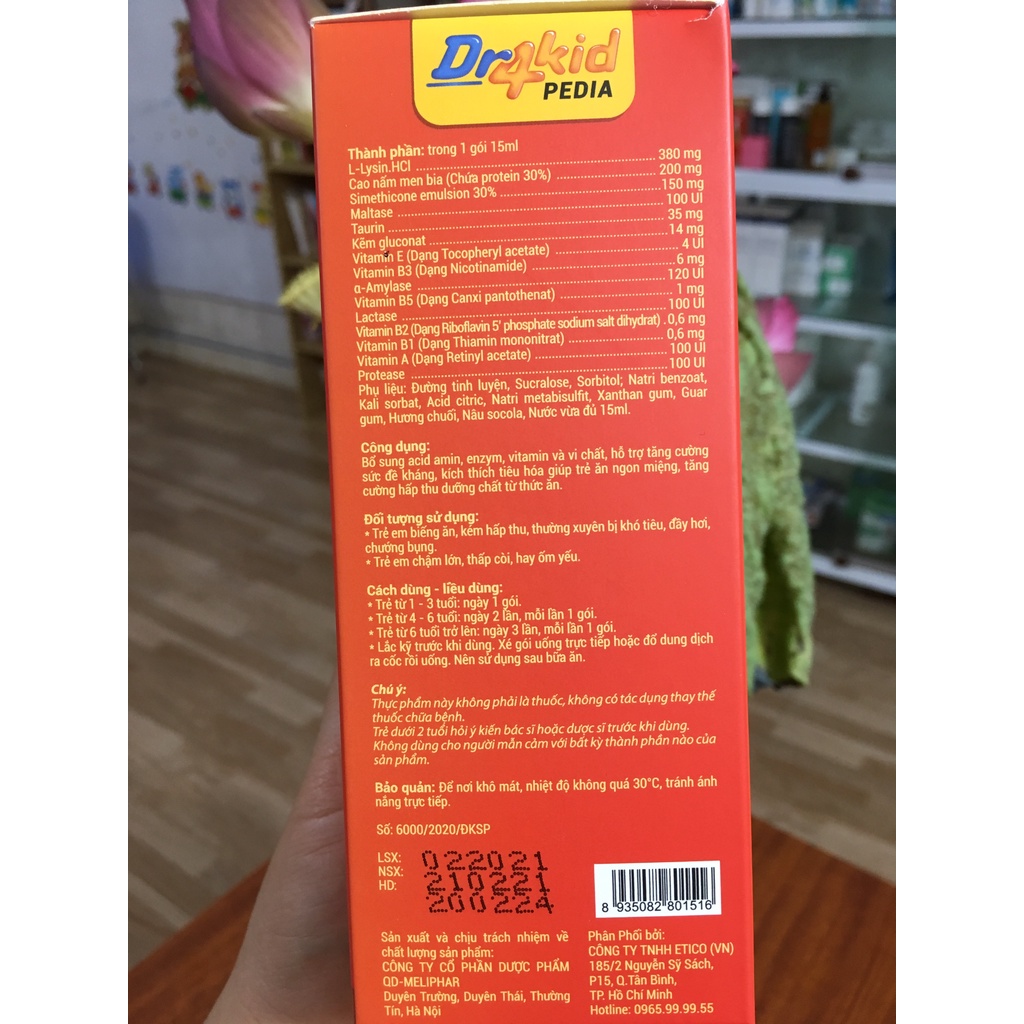 Dr4kid
PEDIA
Thành phần: trong 1 gói 15ml
L-Lysin.HCl ........ 380 mg
Cao nấm men bia (Chứa protein 30%) ........ 200 mg
Simethicone emulsion 30% ........ 150 mg
Maltase ........ 100 UI
Taurin ........ 35 mg
Kẽm gluconat ........ 14 mg
Vitamin E (Dạng Tocopheryl acetate) ........ 4 UI
Vitamin B3 (Dạng Nicotinamide) ........ 6 mg
α-Amylase ........ 120 UI
Vitamin B5 (Dạng Canxi pantothenat) ........ 1 mg
Lactase ........ 100 UI
Vitamin B2 (Dạng Riboflavin 5' phosphate sodium salt dihydrat) . 0,6 mg
Vitamin B1 (Dạng Thiamin mononitrat) ........ 0,6 mg
Vitamin A (Dạng Retinyl acetate) ........ 100 UI
Protease ........ 100 UI
Phụ liệu: Đường tinh luyện, Sucralose, Sorbitol; Natri benzoat,
Kali sorbat, Acid citric, Natri metabisulfit, Xanthan gum, Guar
gum, Hương chuối, Nâu socola, Nước vừa đủ 15ml.
Công dụng:
Bổ sung acid amin, enzym, vitamin và vi chất, hỗ trợ tăng cường
sức đề kháng, kích thích tiêu hóa giúp trẻ ăn ngon miệng, tăng
cường hấp thu dưỡng chất từ thức ăn.
Đối tượng sử dụng:
* Trẻ em biếng ăn, kém hấp thu, thường xuyên bị khó tiêu, đầy hơi,
chướng bụng.
* Trẻ em chậm lớn, thấp còi, hay ốm yếu.
Cách dùng - liều dùng:
* Trẻ từ 1 - 3 tuổi: ngày 1 gói.
* Trẻ từ 4 - 6 tuổi: ngày 2 lần, mỗi lần 1 gói.
* Trẻ từ 6 tuổi trở lên: ngày 3 lần, mỗi lần 1 gói.
* Lắc kỹ trước khi dùng. Xé gói uống trực tiếp hoặc đổ dung dịch
ra cốc rồi uống. Nên sử dụng sau bữa ăn.
Chú ý:
Thực phẩm này không phải là thuốc, không có tác dụng thay thế
thuốc chữa bệnh.
Trẻ dưới 2 tuổi hỏi ý kiến bác sĩ hoặc dược sĩ trước khi dùng.
Không dùng cho người mẫn cảm với bất kỳ thành phần nào của
sản phẩm.
Bảo quản: Để nơi khô mát, nhiệt độ không quá 30°C, tránh ánh
nắng trực tiếp.
Số: 6000/2020/ĐKSP
LSX: 022021
NSX: 210221
HD: 200224
8 935082 801516
Sản xuất và chịu trách nhiệm về
chất lượng sản phẩm:
CÔNG TY CỔ PHẦN DƯỢC PHẨM
QD-MELIPHAR
Duyên Trường, Duyên Thái, Thường
Tín, Hà Nội
Phân Phối bởi:
CÔNG TY TNHH ETICO (VN)
185/2 Nguyễn Sỹ Sách,
P15, Q.Tân Bình,
TP. Hồ Chí Minh
Hotline: 0965.99.99.55